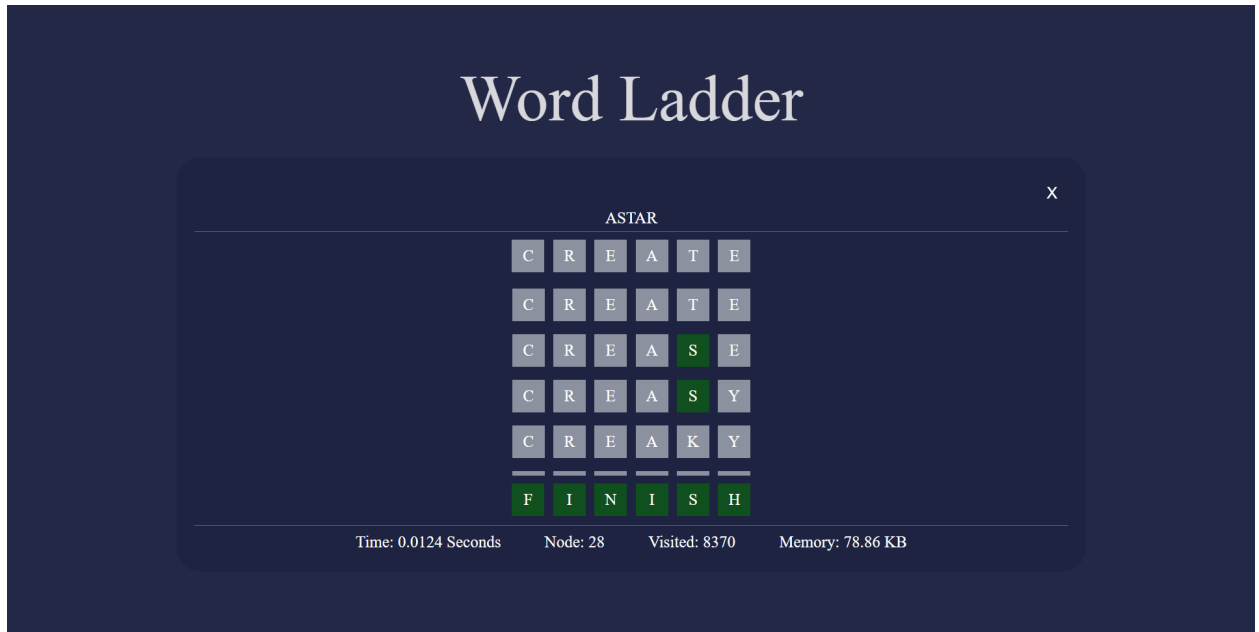 Word Ladder
X
ASTAR
C R E A T E
C R E A T E
C R E A S E
C R E A S Y
C R E A K Y
F I N I S H
Time: 0.0124 Seconds Node: 28 Visited: 8370 Memory: 78.86 KB